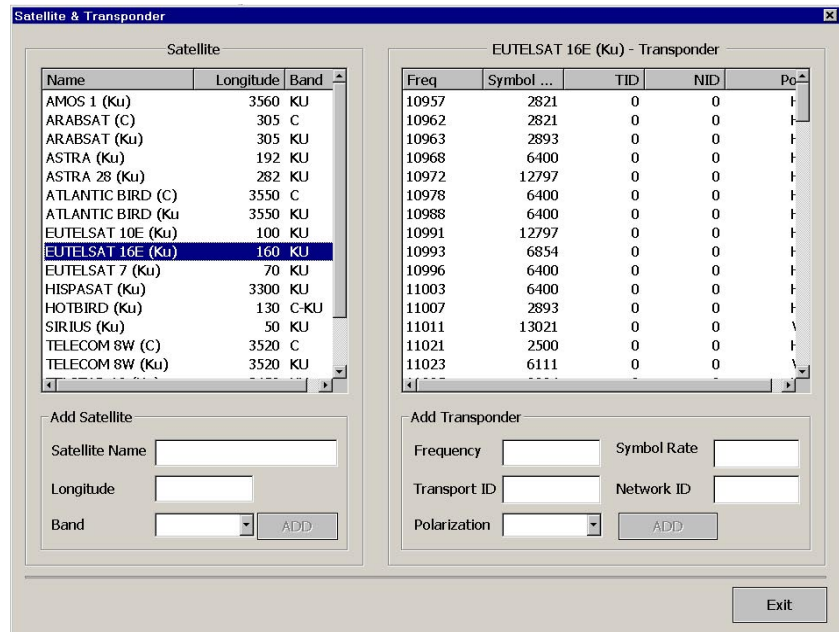 Satellite & Transponder
Satellite
Name Longitude Band
AMOS 1 (Ku) 3560 KU
ARABSAT (C) 305 C
ARABSAT (Ku) 305 KU
ASTRA (Ku) 192 KU
ASTRA 28 (Ku) 282 KU
ATLANTIC BIRD (C) 3550 C
ATLANTIC BIRD (Ku 3550 KU
EUTELSAT 10E (Ku) 100 KU
EUTELSAT 16E (Ku) 160 KU
EUTELSAT 7 (Ku) 70 KU
HISPASAT (Ku) 3300 KU
HOTBIRD (Ku) 130 C-KU
SIRIUS (Ku) 50 KU
TELECOM 8W (C) 3520 C
TELECOM 8W (Ku) 3520 KU
EUTELSAT 16E (Ku) - Transponder
Freq Symbol ... TID NID Po
10957 2821 0 0 H
10962 2821 0 0 H
10963 2893 0 0 H
10968 6400 0 0 H
10972 12797 0 0 H
10978 6400 0 0 H
10988 6400 0 0 H
10991 12797 0 0 H
10993 6854 0 0 H
10996 6400 0 0 H
11003 6400 0 0 H
11007 2893 0 0 H
11011 13021 0 0 V
11021 2500 0 0 H
11023 6111 0 0 V
Add Satellite
Satellite Name
Longitude
Band ADD
Add Transponder
Frequency Symbol Rate
Transport ID Network ID
Polarization ADD
Exit